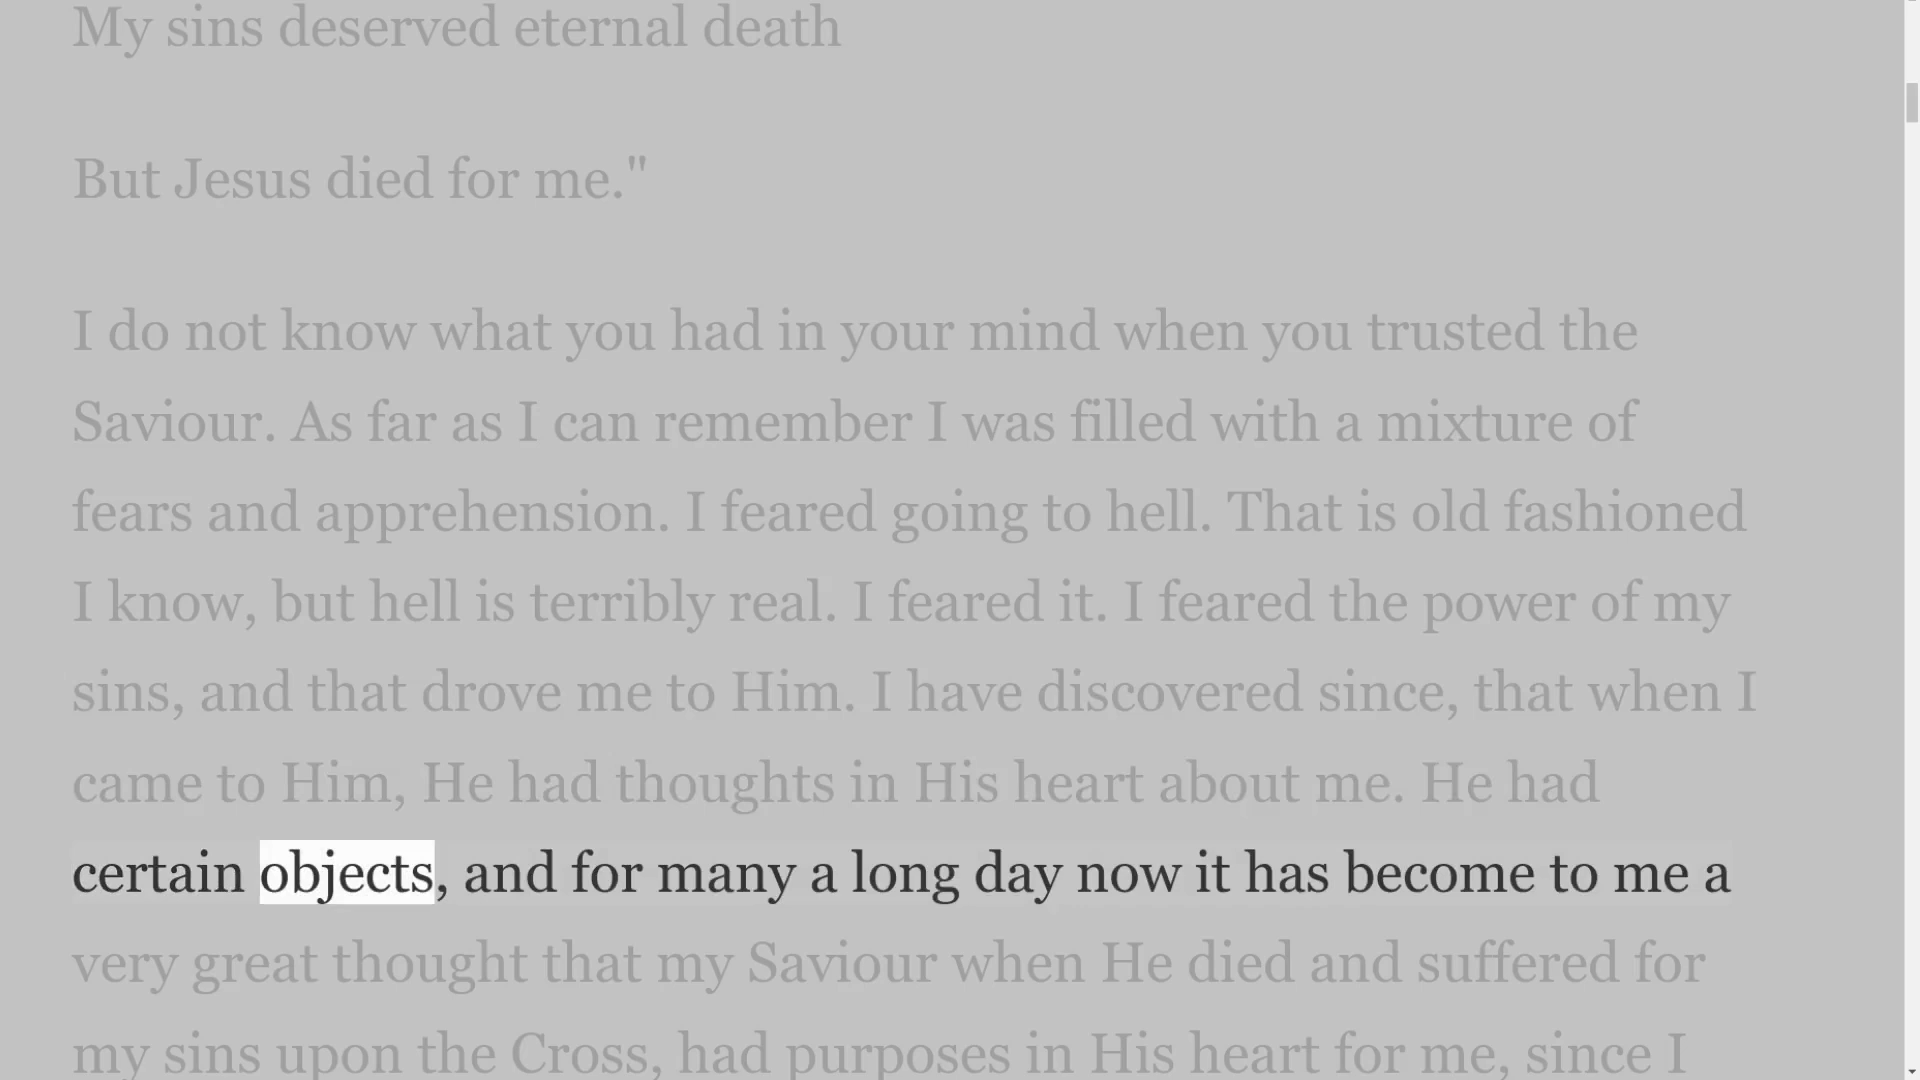 My sins deserved eternal death
But Jesus died for me."
I do not know what you had in your mind when you trusted the
Saviour. As far as I can remember I was filled with a mixture of
fears and apprehension. I feared going to hell. That is old fashioned
I know, but hell is terribly real. I feared it. I feared the power of my
sins, and that drove me to Him. I have discovered since, that when I
came to Him, He had thoughts in His heart about me. He had
certain objects, and for many a long day now it has become to me a
very great thought that my Saviour when He died and suffered for
my sins upon the Cross, had purposes in His heart for me, since I